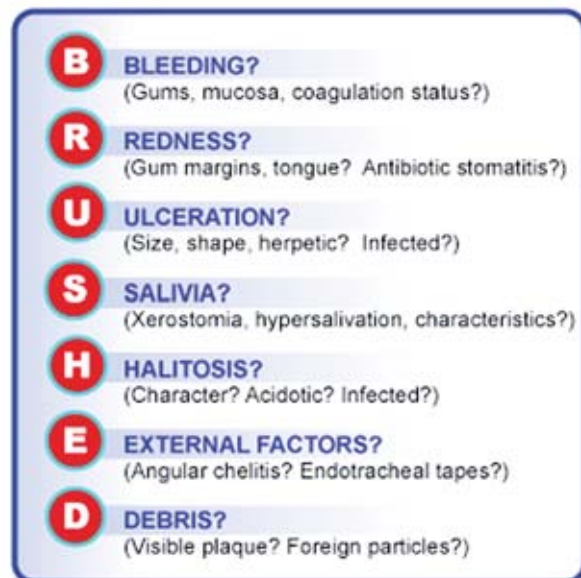 B BLEEDING?
(Gums, mucosa, coagulation status?)
R REDNESS?
(Gum margins, tongue? Antibiotic stomatitis?)
U ULCERATION?
(Size, shape, herpetic? Infected?)
S SALIVIA?
(Xerostomia, hypersalivation, characteristics?)
H HALITOSIS?
(Character? Acidotic? Infected?)
E EXTERNAL FACTORS?
(Angular chelitis? Endotracheal tapes?)
D DEBRIS?
(Visible plaque? Foreign particles?)